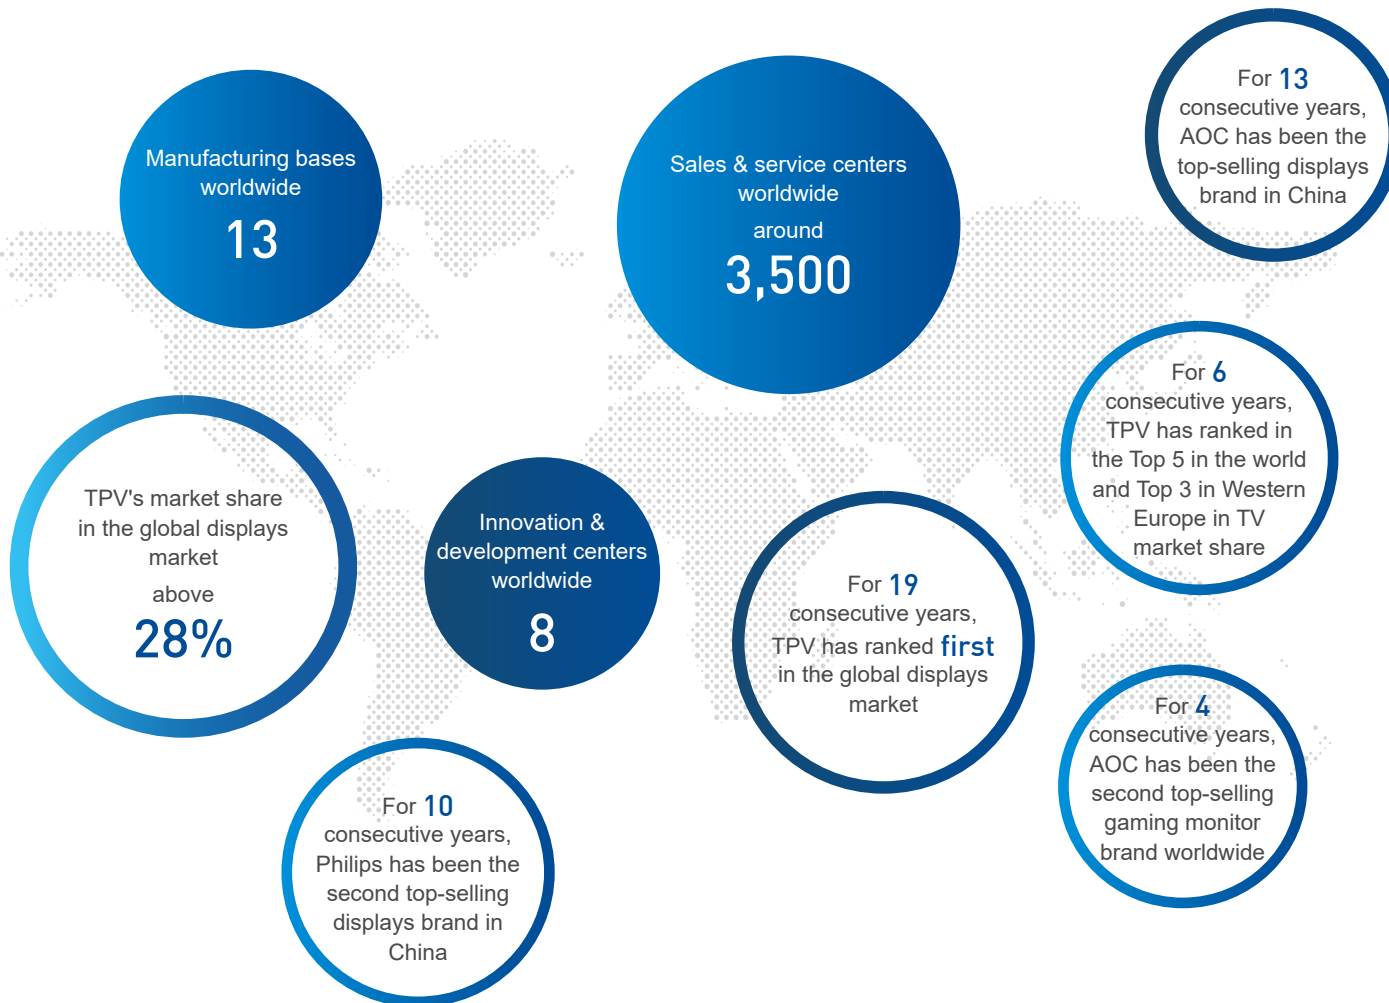 Manufacturing bases
worldwide
13
Sales & service centers
worldwide
around
3,500
For 13
consecutive years,
AOC has been the
top-selling displays
brand in China
TPV's market share
in the global displays
market
above
28%
Innovation &
development centers
worldwide
8
For 19
consecutive years,
TPV has ranked first
in the global displays
market
For 6
consecutive years,
TPV has ranked in
the Top 5 in the world
and Top 3 in Western
Europe in TV
market share
For 10
consecutive years,
Philips has been the
second top-selling
displays brand in
China
For 4
consecutive years,
AOC has been the
second top-selling
gaming monitor
brand worldwide